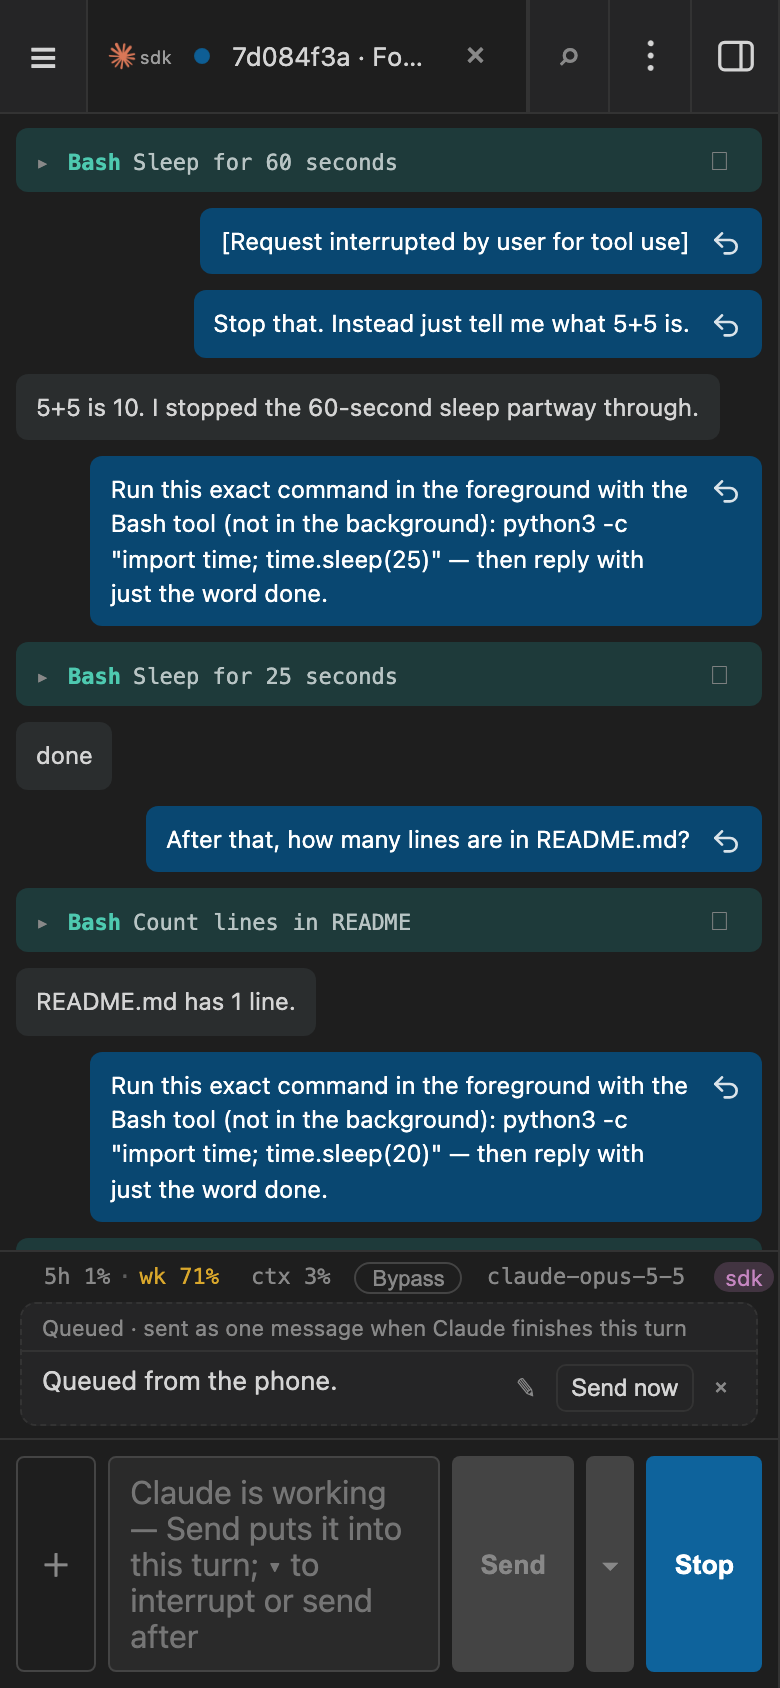 sdk 7d084f3a · Fo...
Bash Sleep for 60 seconds
[Request interrupted by user for tool use]
Stop that. Instead just tell me what 5+5 is.
5+5 is 10. I stopped the 60-second sleep partway through.
Run this exact command in the foreground with the
Bash tool (not in the background): python3 -c
"import time; time.sleep(25)" — then reply with
just the word done.
Bash Sleep for 25 seconds
done
After that, how many lines are in README.md?
Bash Count lines in README
README.md has 1 line.
Run this exact command in the foreground with the
Bash tool (not in the background): python3 -c
"import time; time.sleep(20)" — then reply with
just the word done.
5h 1% · wk 71% ctx 3% Bypass claude-opus-5-5 sdk
Queued · sent as one message when Claude finishes this turn
Queued from the phone. Send now ×
Claude is working
— Send puts it into
this turn; ▾ to
interrupt or send
after
Send
Stop